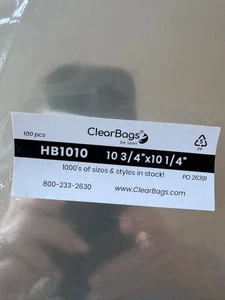 100 pcs
ClearBags®
be seen
5
PP
HB1010 10 3/4"x10 1/4"
1000's of sizes & styles in stock!
PO 26391
800-233-2630 www.ClearBags.com